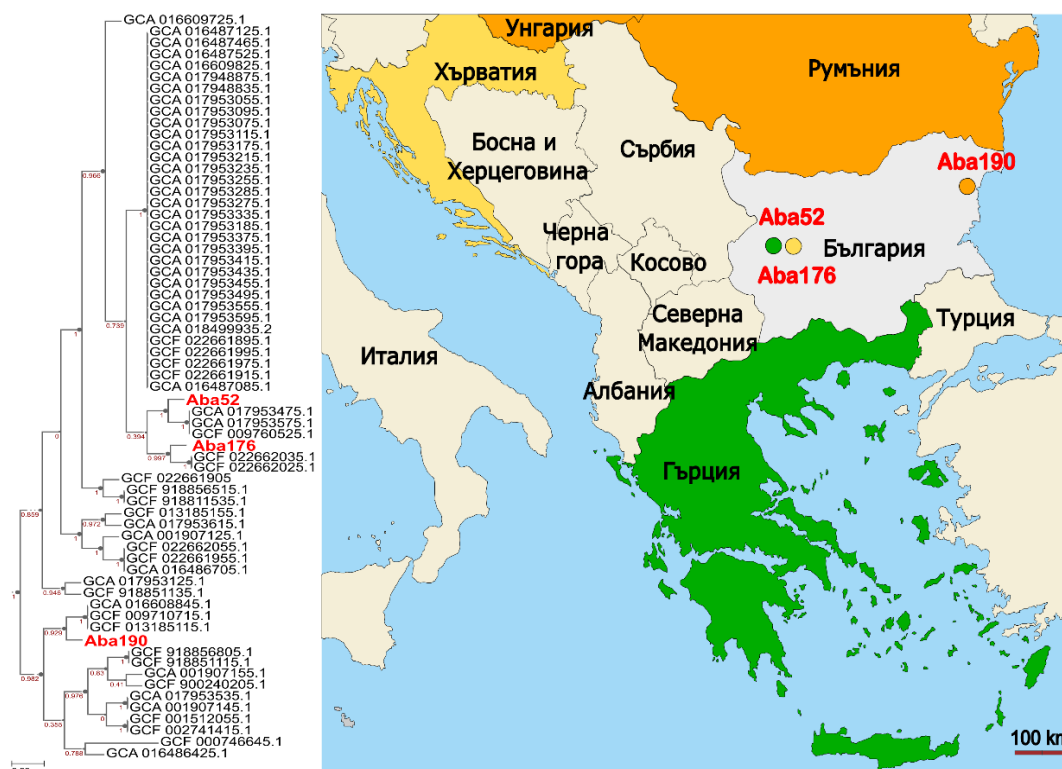 GCA 016609725.1
GCA 016487125.1
GCA 016487465.1
GCA 016487525.1
GCA 016609825.1
GCA 017948875.1
GCA 017948835.1
GCA 017953055.1
GCA 017953095.1
GCA 017953075.1
GCA 017953115.1
GCA 017953175.1
GCA 017953215.1
GCA 017953235.1
GCA 017953255.1
GCA 017953285.1
GCA 017953275.1
GCA 017953335.1
GCA 017953185.1
GCA 017953375.1
GCA 017953395.1
GCA 017953415.1
GCA 017953435.1
GCA 017953455.1
GCA 017953495.1
GCA 017953555.1
GCA 017953595.1
GCA 018499935.2
GCF 022661895.1
GCF 022661995.1
GCF 022661975.1
GCF 022661915.1
GCA 016487085.1
Aba52
GCA 017953475.1
GCA 017953575.1
GCF 009760525.1
Aba176
GCF 022662035.1
GCF 022662025.1
GCF 022661905
GCF 918856515.1
GCF 918811535.1
GCF 013185155.1
GCA 017953615.1
GCA 001907125.1
GCF 022662055.1
GCF 022661955.1
GCA 016486705.1
GCA 017953125.1
GCF 918851135.1
GCA 016608845.1
GCF 009710715.1
GCF 013185115.1
Aba190
GCF 918856805.1
GCF 918851115.1
GCA 001907155.1
GCF 900240205.1
GCA 017953535.1
GCA 001907145.1
GCF 001512055.1
GCF 002741415.1
GCF 000746645.1
GCA 016486425.1
0.966
1
0.739
1
1
0.394
0.997
1
1
0
1
1
0.972
1
1
0.859
0.948
1
1
0.929
0.982
1
0.83
0.41
0.976
1
0
1
0.355
0.788
Унгария
Хърватия
Румъния
Босна и
Херцеговина
Сърбия
Aba190
Aba52
Черна
гора
Косово
България
Aba176
Северна
Македония
Турция
Италия
Албания
Гърция
100 km